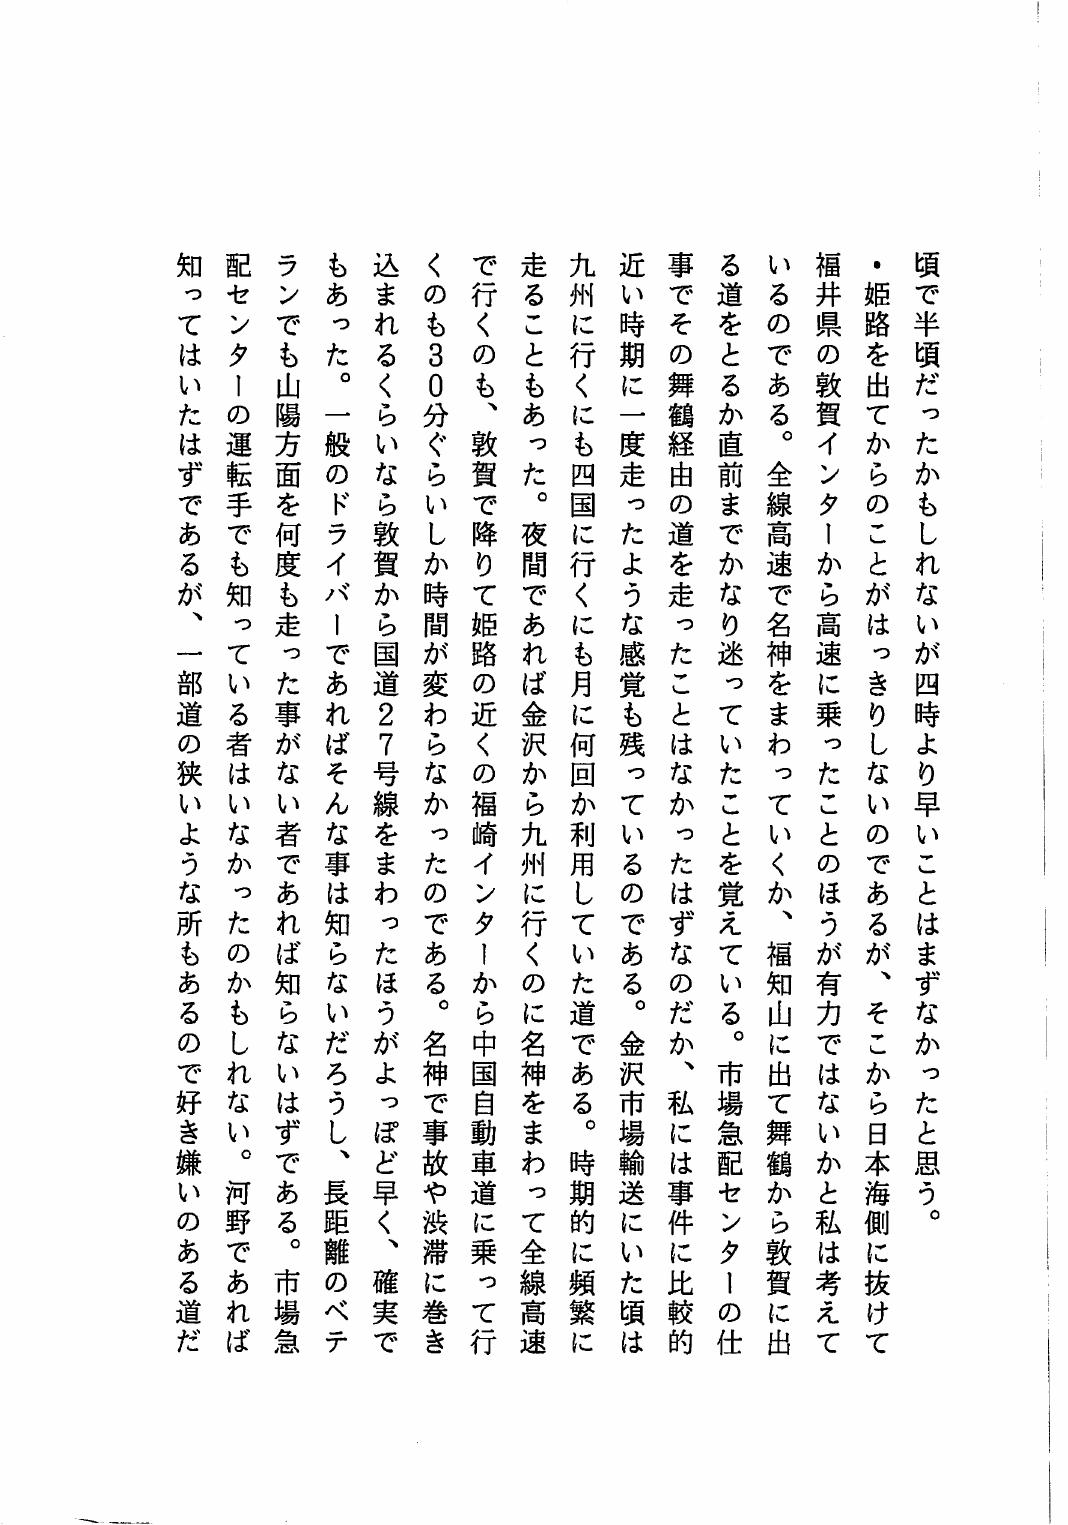 頃で半頃だったかもしれないが四時より早いことはまずなかったと思う。
・姫路を出てからのことがはっきりしないのであるが、そこから日本海側に抜けて
福井県の敦賀インターから高速に乗ったことのほうが有力ではないかと私は考えて
いるのである。全線高速で名神をまわっていくか、福知山に出て舞鶴から敦賀に出
る道をとるか直前までかなり迷っていたことを覚えている。市場急配センターの仕
事でその舞鶴経由の道を走ったことはなかったはずなのだか、私には事件に比較的
近い時期に一度走ったような感覚も残っているのである。金沢市場輸送にいた頃は
九州に行くにも四国に行くにも月に何回か利用していた道である。時期的に頻繁に
走ることもあった。夜間であれば金沢から九州に行くのに名神をまわって全線高速
で行くのも、敦賀で降りて姫路の近くの福崎インターから中国自動車道に乗って行
くのも３０分ぐらいしか時間が変わらなかったのである。名神で事故や渋滞に巻き
込まれるくらいなら敦賀から国道２７号線をまわったほうがよっぽど早く、確実で
もあった。一般のドライバーであればそんな事は知らないだろうし、長距離のベテ
ランでも山陽方面を何度も走った事がない者であれば知らないはずである。市場急
配センターの運転手でも知っている者はいなかったのかもしれない。河野であれば
知ってはいたはずであるが、一部道の狭いような所もあるので好き嫌いのある道だ